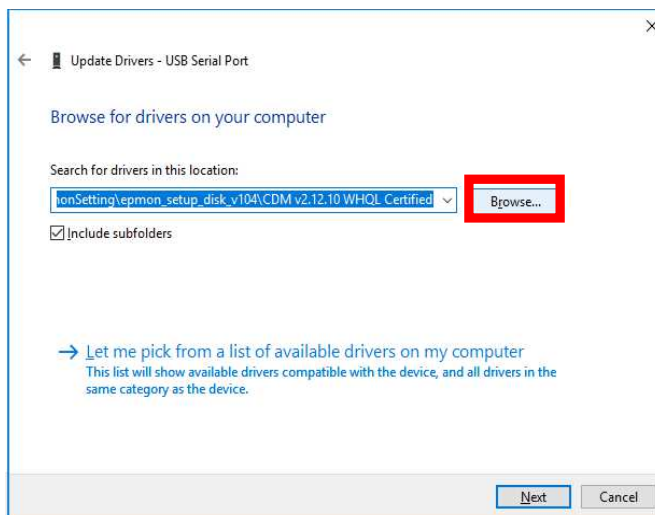 Update Drivers - USB Serial Port
Browse for drivers on your computer
Search for drivers in this location:
nonSetting\epmon_setup_disk_v104\CDM v2.12.10 WHQL Certified
Browse...
Include subfolders
Let me pick from a list of available drivers on my computer
This list will show available drivers compatible with the device, and all drivers in the
same category as the device.
Next
Cancel